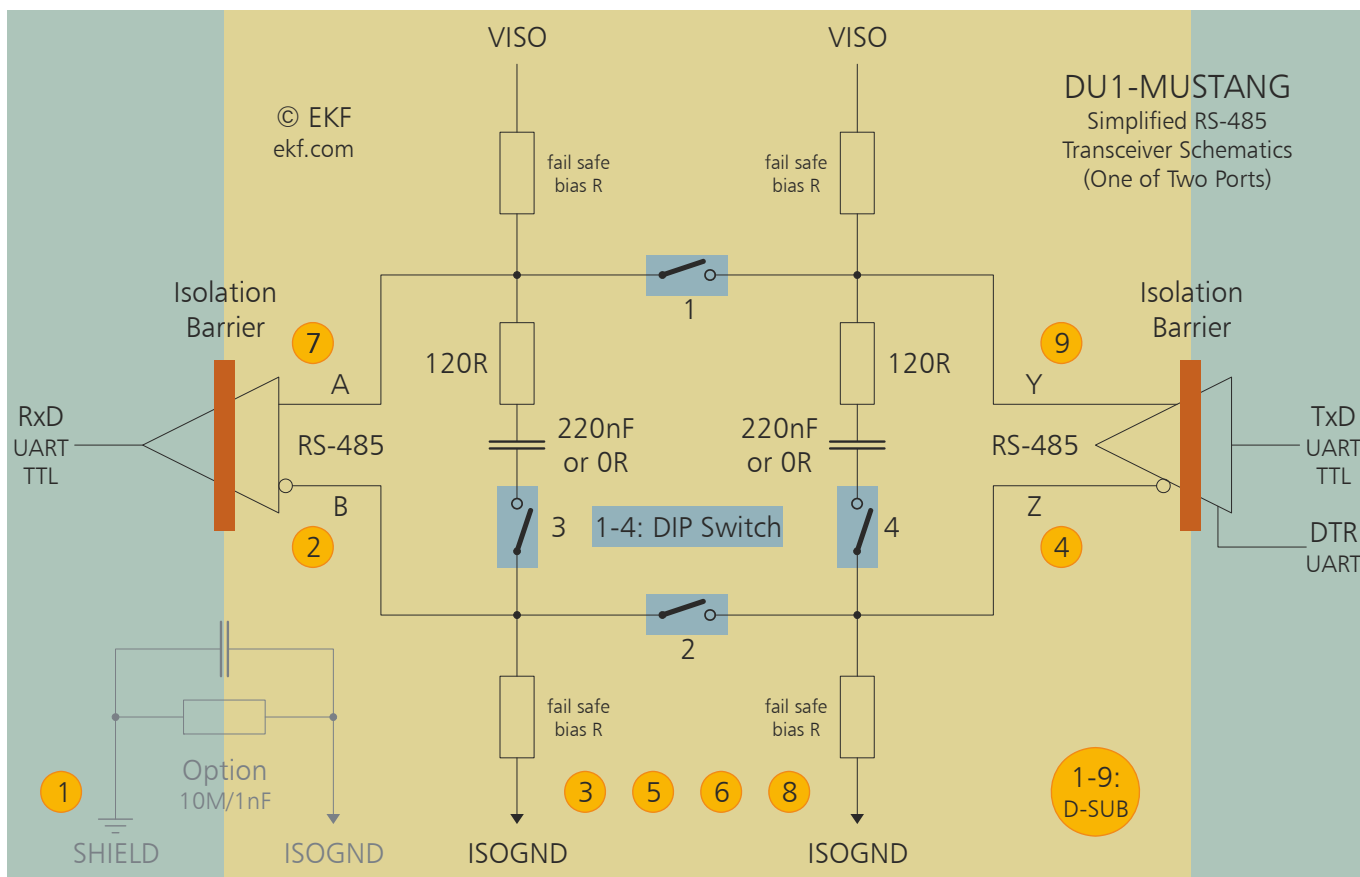 VISO
VISO
© EKF
ekf.com
DU1-MUSTANG
Simplified RS-485
Transceiver Schematics
(One of Two Ports)
fail safe
bias R
fail safe
bias R
Isolation
Barrier
1
Isolation
Barrier
7
9
120R
120R
A
Y
RxD
UART
TTL
RS-485
220nF
or 0R
220nF
or 0R
RS-485
TxD
UART
TTL
B
3
1-4: DIP Switch
4
Z
2
4
DTR
UART
2
fail safe
bias R
fail safe
bias R
Option
10M/1nF
1
3
5
6
8
1-9:
D-SUB
SHIELD
ISOGND
ISOGND
ISOGND